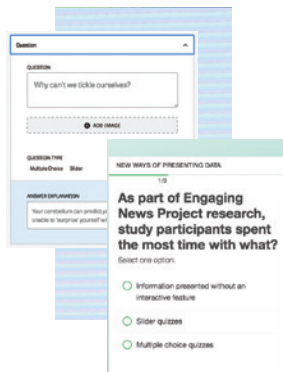 Question
QUESTION
Why can't we tickle ourselves?
ADD IMAGE
QUESTION TYPE
Multiple Choice Slider
ANSWER EXPLANATION
Your cerebellum can predict
unable to 'surprise' yourself
NEW WAYS OF PRESENTING DATA
1/9
As part of Engaging
News Project research,
study participants spent
the most time with what?
Select one option.
Information presented without an
interactive feature
Slider quizzes
Multiple choice quizzes